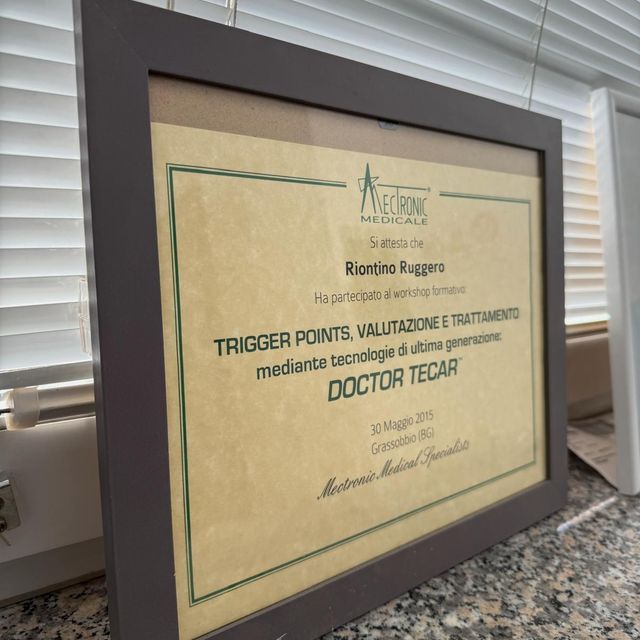 MECTRONIC®
MEDICALE
Si attesta che
Riontino Ruggero
Ha partecipato al workshop formativo:
TRIGGER POINTS, VALUTAZIONE E TRATTAMENTO
mediante tecnologie di ultima generazione:
DOCTOR TECAR™
30 Maggio 2015
Grassobbio (BG)
Mectronic Medical Specialists